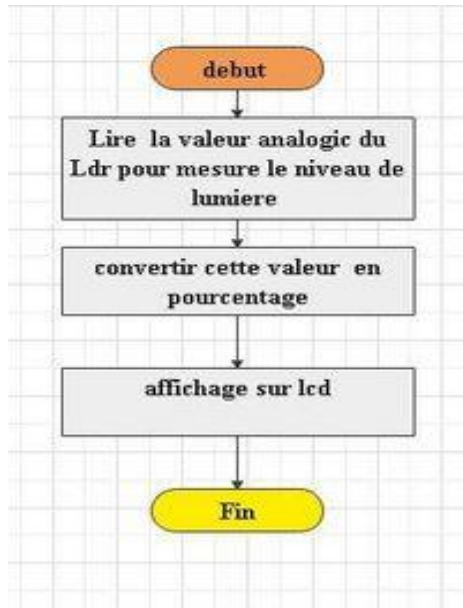 debut
Lire la valeur analogic du
Ldr pour mesure le niveau de
lumiere
convertir cette valeur en
pourcentage
affichage sur lcd
Fin